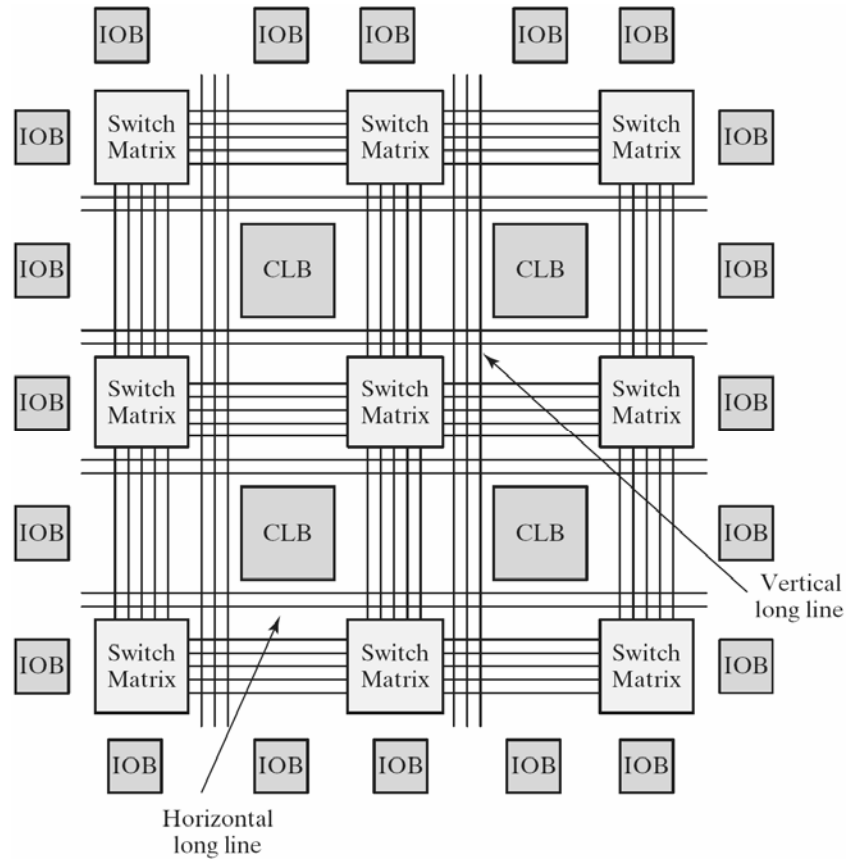 IOB IOB IOB IOB IOB
IOB Switch Matrix Switch Matrix Switch Matrix IOB
IOB CLB CLB IOB
IOB Switch Matrix Switch Matrix Switch Matrix IOB
IOB CLB CLB IOB
Vertical
long line
IOB Switch Matrix Switch Matrix Switch Matrix IOB
IOB IOB IOB IOB IOB
Horizontal
long line